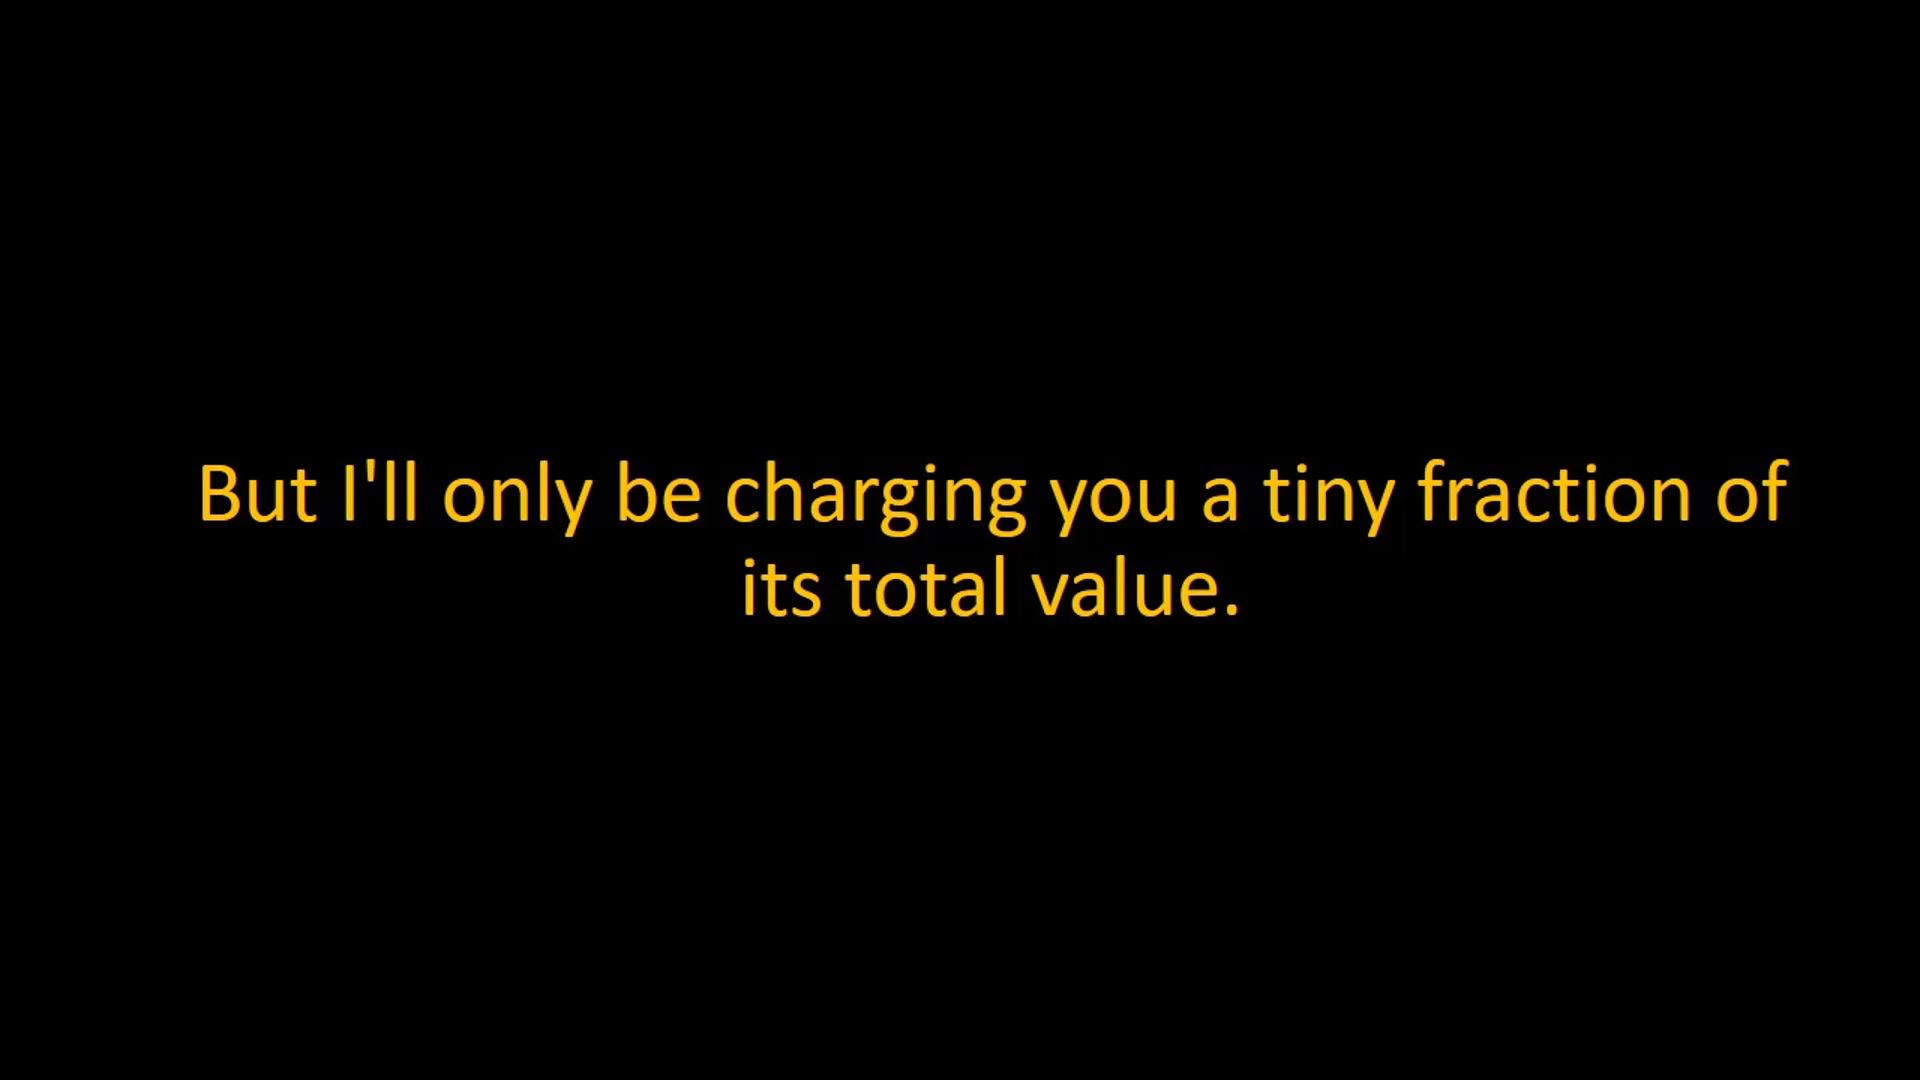 But I'll only be charging you a tiny fraction of
its total value.